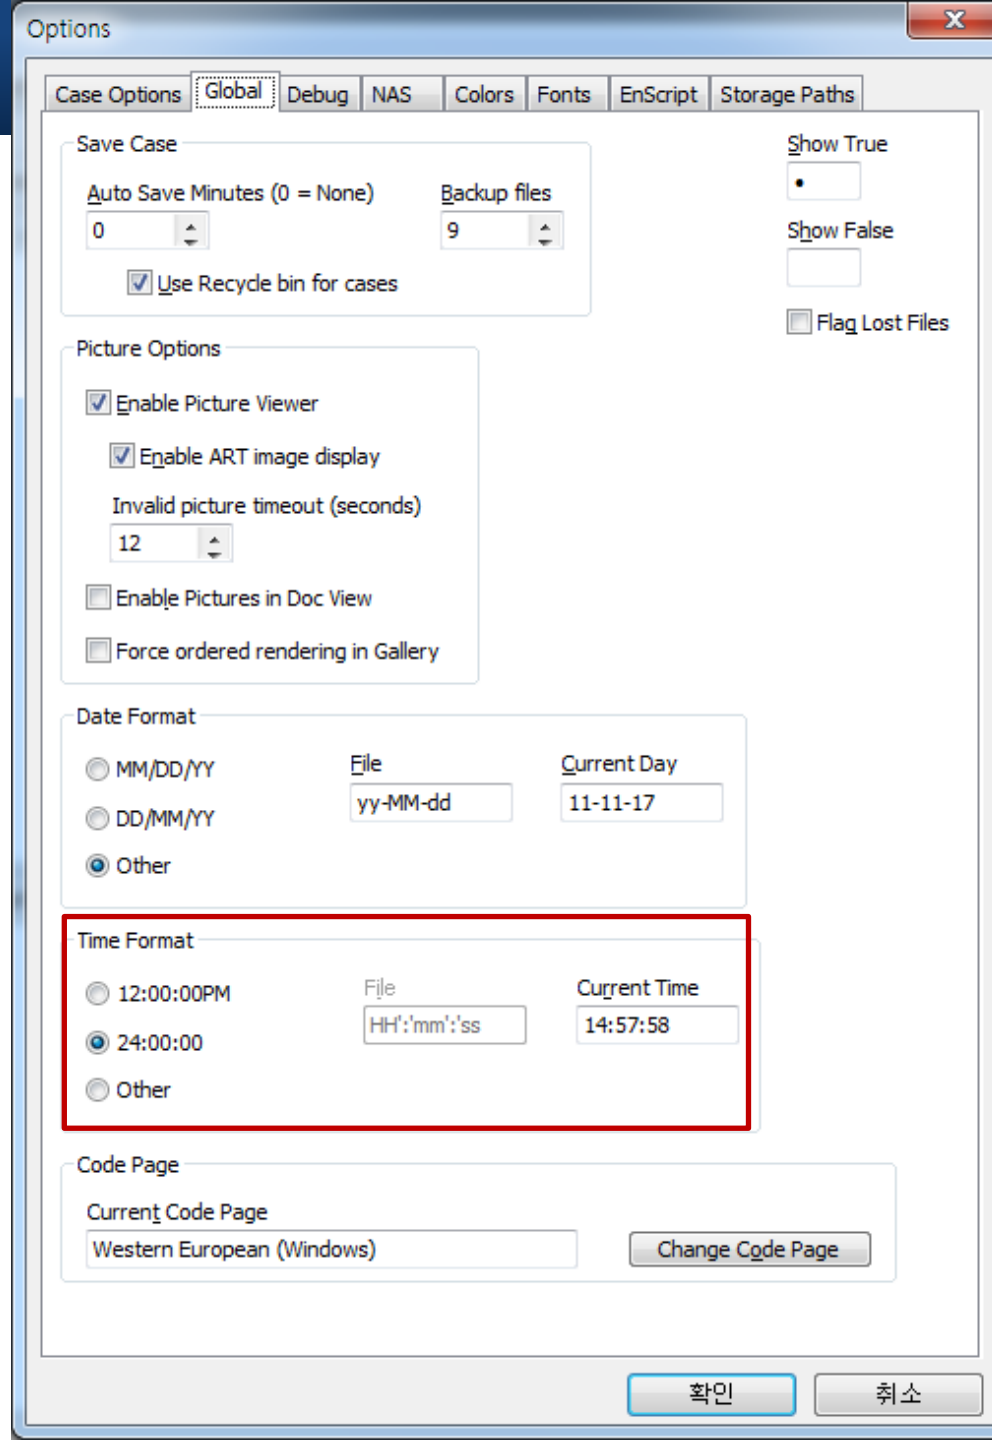 Options
Case Options Global Debug NAS Colors Fonts EnScript Storage Paths
Save Case
Auto Save Minutes (0 = None) Backup files
0 9
Use Recycle bin for cases
Show True
•
Show False
Flag Lost Files
Picture Options
Enable Picture Viewer
Enable ART image display
Invalid picture timeout (seconds)
12
Enable Pictures in Doc View
Force ordered rendering in Gallery
Date Format
MM/DD/YY
DD/MM/YY
Other
File
yy-MM-dd
Current Day
11-11-17
Time Format
12:00:00PM
24:00:00
Other
File
HH':'mm':'ss
Current Time
14:57:58
Code Page
Current Code Page
Western European (Windows) Change Code Page
확인 취소